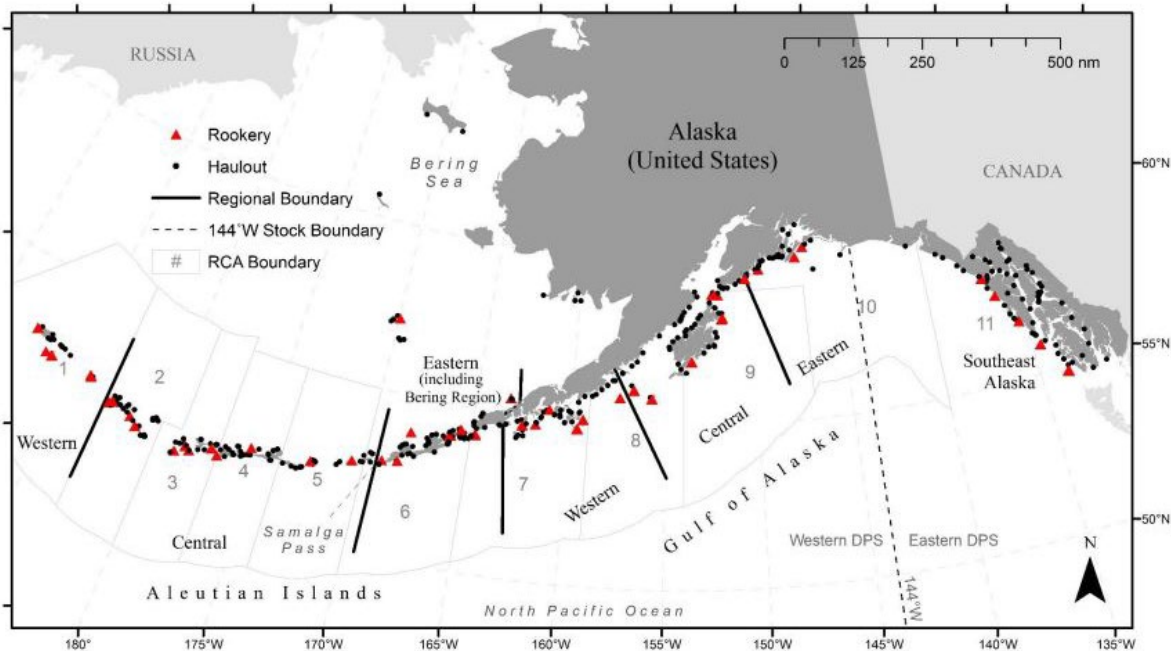 RUSSIA
0 125 250 500 nm
Rookery
Haulout
Regional Boundary
144°W Stock Boundary
# RCA Boundary
Bering
Sea
Alaska
(United States)
CANADA
60°N
55°N
50°N
1
2
3
4
5
6
7
8
9
10
11
Western
Central
Samalga
Pass
Eastern
(including
Bering Region)
Western
Central
Eastern
Southeast
Alaska
Gulf of Alaska
Aleutian Islands
North Pacific Ocean
Western DPS
Eastern DPS
144°W
N
180° 175°W 170°W 165°W 160°W 155°W 150°W 145°W 140°W 135°W